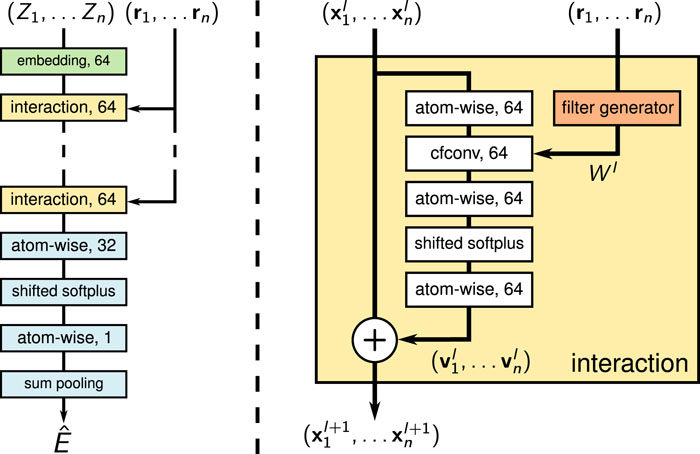 (Z₁, . . . Zₙ) (r₁, . . . rₙ)
embedding, 64
interaction, 64
interaction, 64
atom-wise, 32
shifted softplus
atom-wise, 1
sum pooling
Ê
(x₁ˡ, . . . xₙˡ) (r₁, . . . rₙ)
atom-wise, 64
filter generator
cfconv, 64
Wˡ
atom-wise, 64
shifted softplus
atom-wise, 64
+
(v₁ˡ, . . . vₙˡ)
interaction
(x₁ˡ⁺¹, . . . xₙˡ⁺¹)